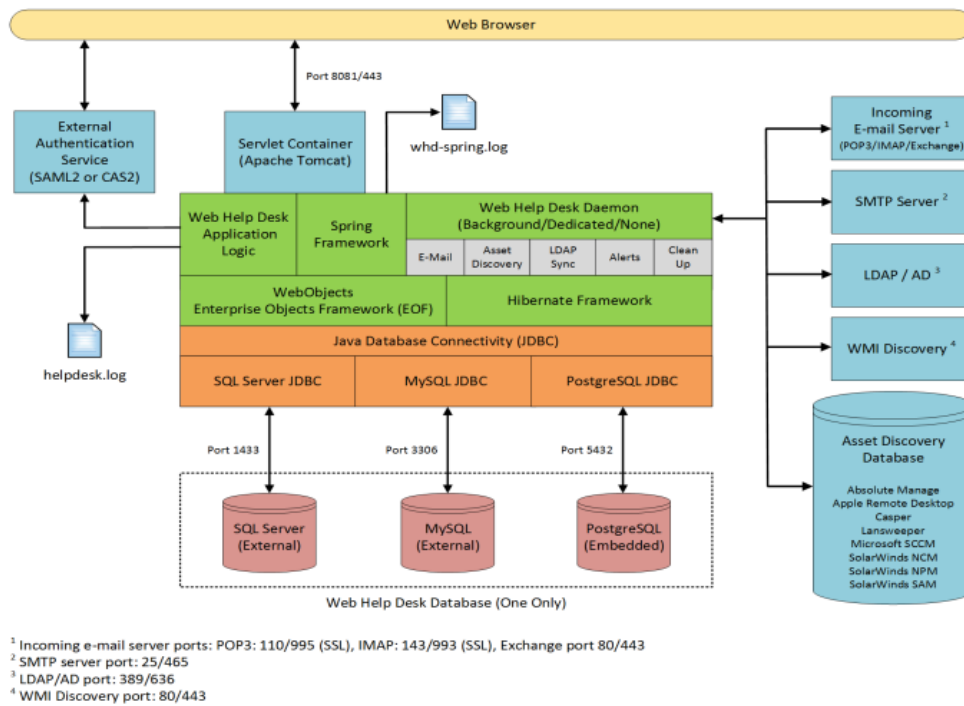 Web Browser
Port 8081/443
External
Authentication
Service
(SAML2 or CAS2)
Servlet Container
(Apache Tomcat)
whd-spring.log
Incoming
E-mail Server 1
(POP3/IMAP/Exchange)
SMTP Server 2
LDAP / AD 3
WMI Discovery 4
Web Help Desk
Application
Logic
Spring
Framework
Web Help Desk Daemon
(Background/Dedicated/None)
E-Mail
Asset
Discovery
LDAP
Sync
Alerts
Clean
Up
WebObjects
Enterprise Objects Framework (EOF)
Hibernate Framework
helpdesk.log
Java Database Connectivity (JDBC)
SQL Server JDBC
MySQL JDBC
PostgreSQL JDBC
Port 1433
Port 3306
Port 5432
SQL Server
(External)
MySQL
(External)
PostgreSQL
(Embedded)
Web Help Desk Database (One Only)
Asset Discovery
Database
Absolute Manage
Apple Remote Desktop
Casper
Lansweeper
Microsoft SCCM
SolarWinds NCM
SolarWinds NPM
SolarWinds SAM
1 Incoming e-mail server ports: POP3: 110/995 (SSL), IMAP: 143/993 (SSL), Exchange port 80/443
2 SMTP server port: 25/465
3 LDAP/AD port: 389/636
4 WMI Discovery port: 80/443